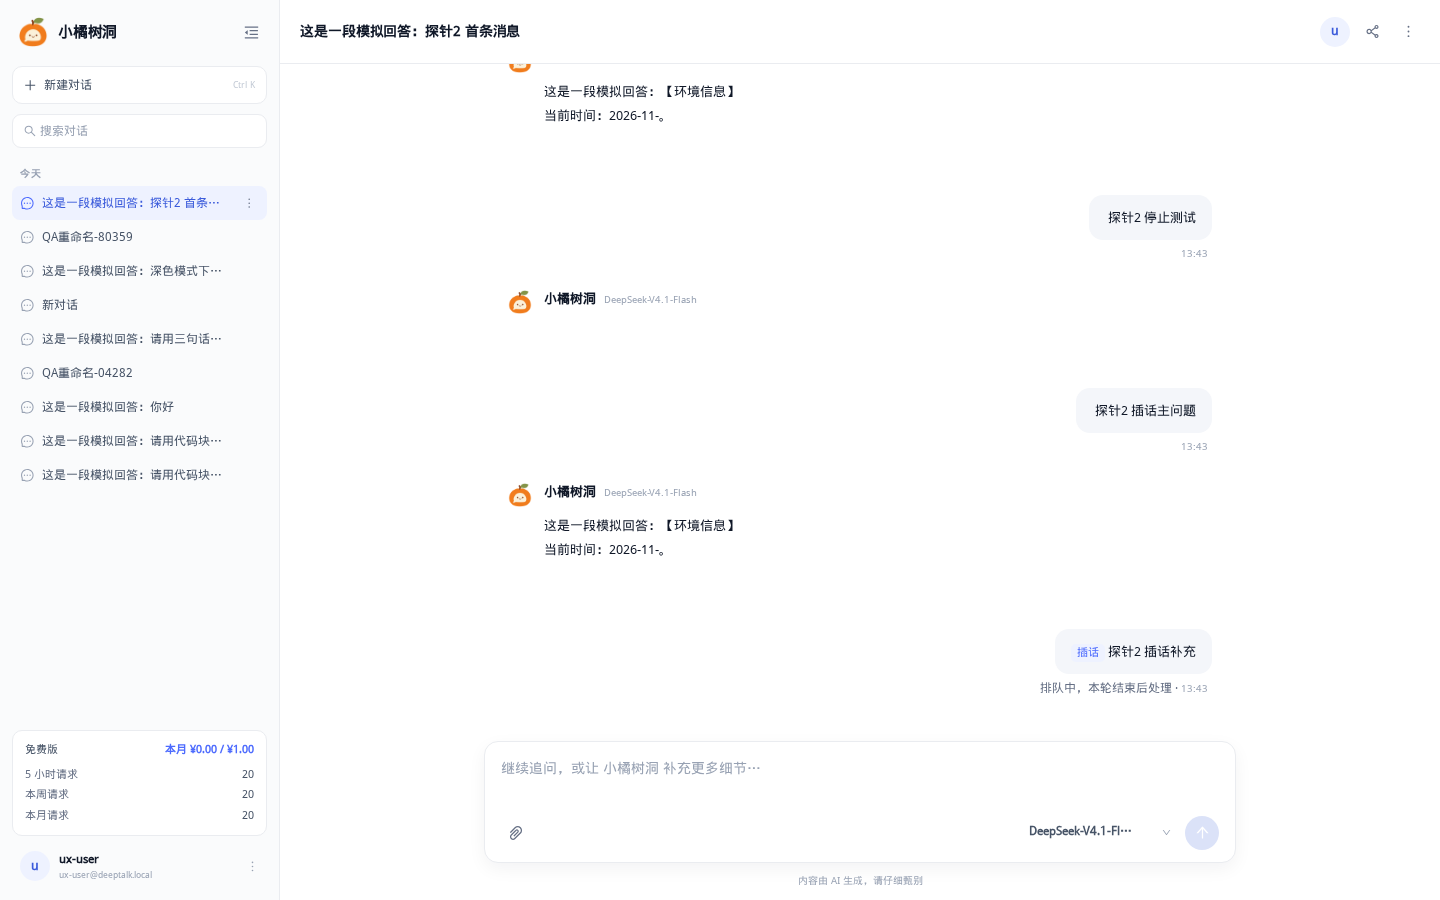 小橘树洞
新建对话
Ctrl K
搜索对话
今天
这是一段模拟回答：探针2 首条…
QA重命名-80359
这是一段模拟回答：深色模式下…
新对话
这是一段模拟回答：请用三句话…
QA重命名-04282
这是一段模拟回答：你好
这是一段模拟回答：请用代码块…
这是一段模拟回答：请用代码块…
免费版 本月 ¥0.00 / ¥1.00
5 小时请求 20
本周请求 20
本月请求 20
u
ux-user
ux-user@deeptalk.local
这是一段模拟回答：探针2 首条消息
u
这是一段模拟回答：【环境信息】
当前时间：2026-11-。
探针2 停止测试
13:43
小橘树洞 DeepSeek-V4.1-Flash
探针2 插话主问题
13:43
小橘树洞 DeepSeek-V4.1-Flash
这是一段模拟回答：【环境信息】
当前时间：2026-11-。
插话 探针2 插话补充
排队中，本轮结束后处理 · 13:43
继续追问，或让 小橘树洞 补充更多细节…
DeepSeek-V4.1-Fl…
内容由 AI 生成，请仔细甄别